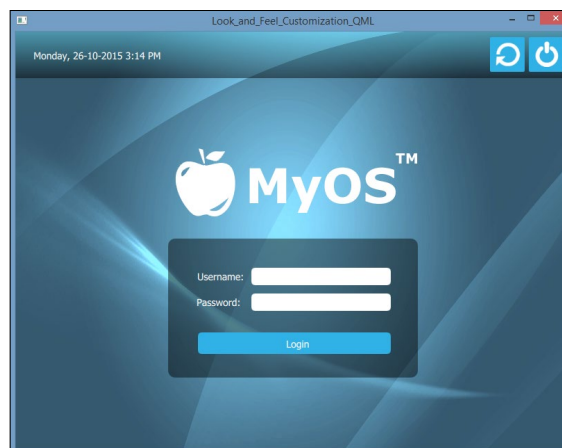 Look_and_Feel_Customization_QML
Monday, 26-10-2015 3:14 PM
MyOS™
Username:
Password:
Login